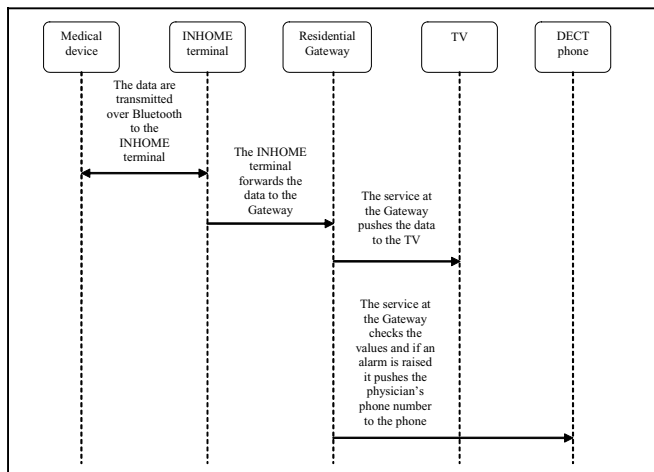 Medical
device
INHOME
terminal
Residential
Gateway
TV
DECT
phone
The data are
transmitted
over Bluetooth
to the
INHOME
terminal
The INHOME
terminal
forwards the
data to the
Gateway
The service at
the Gateway
pushes the data
to the TV
The service at
the Gateway
checks the
values and if an
alarm is raised
it pushes the
physician's
phone number
to the phone